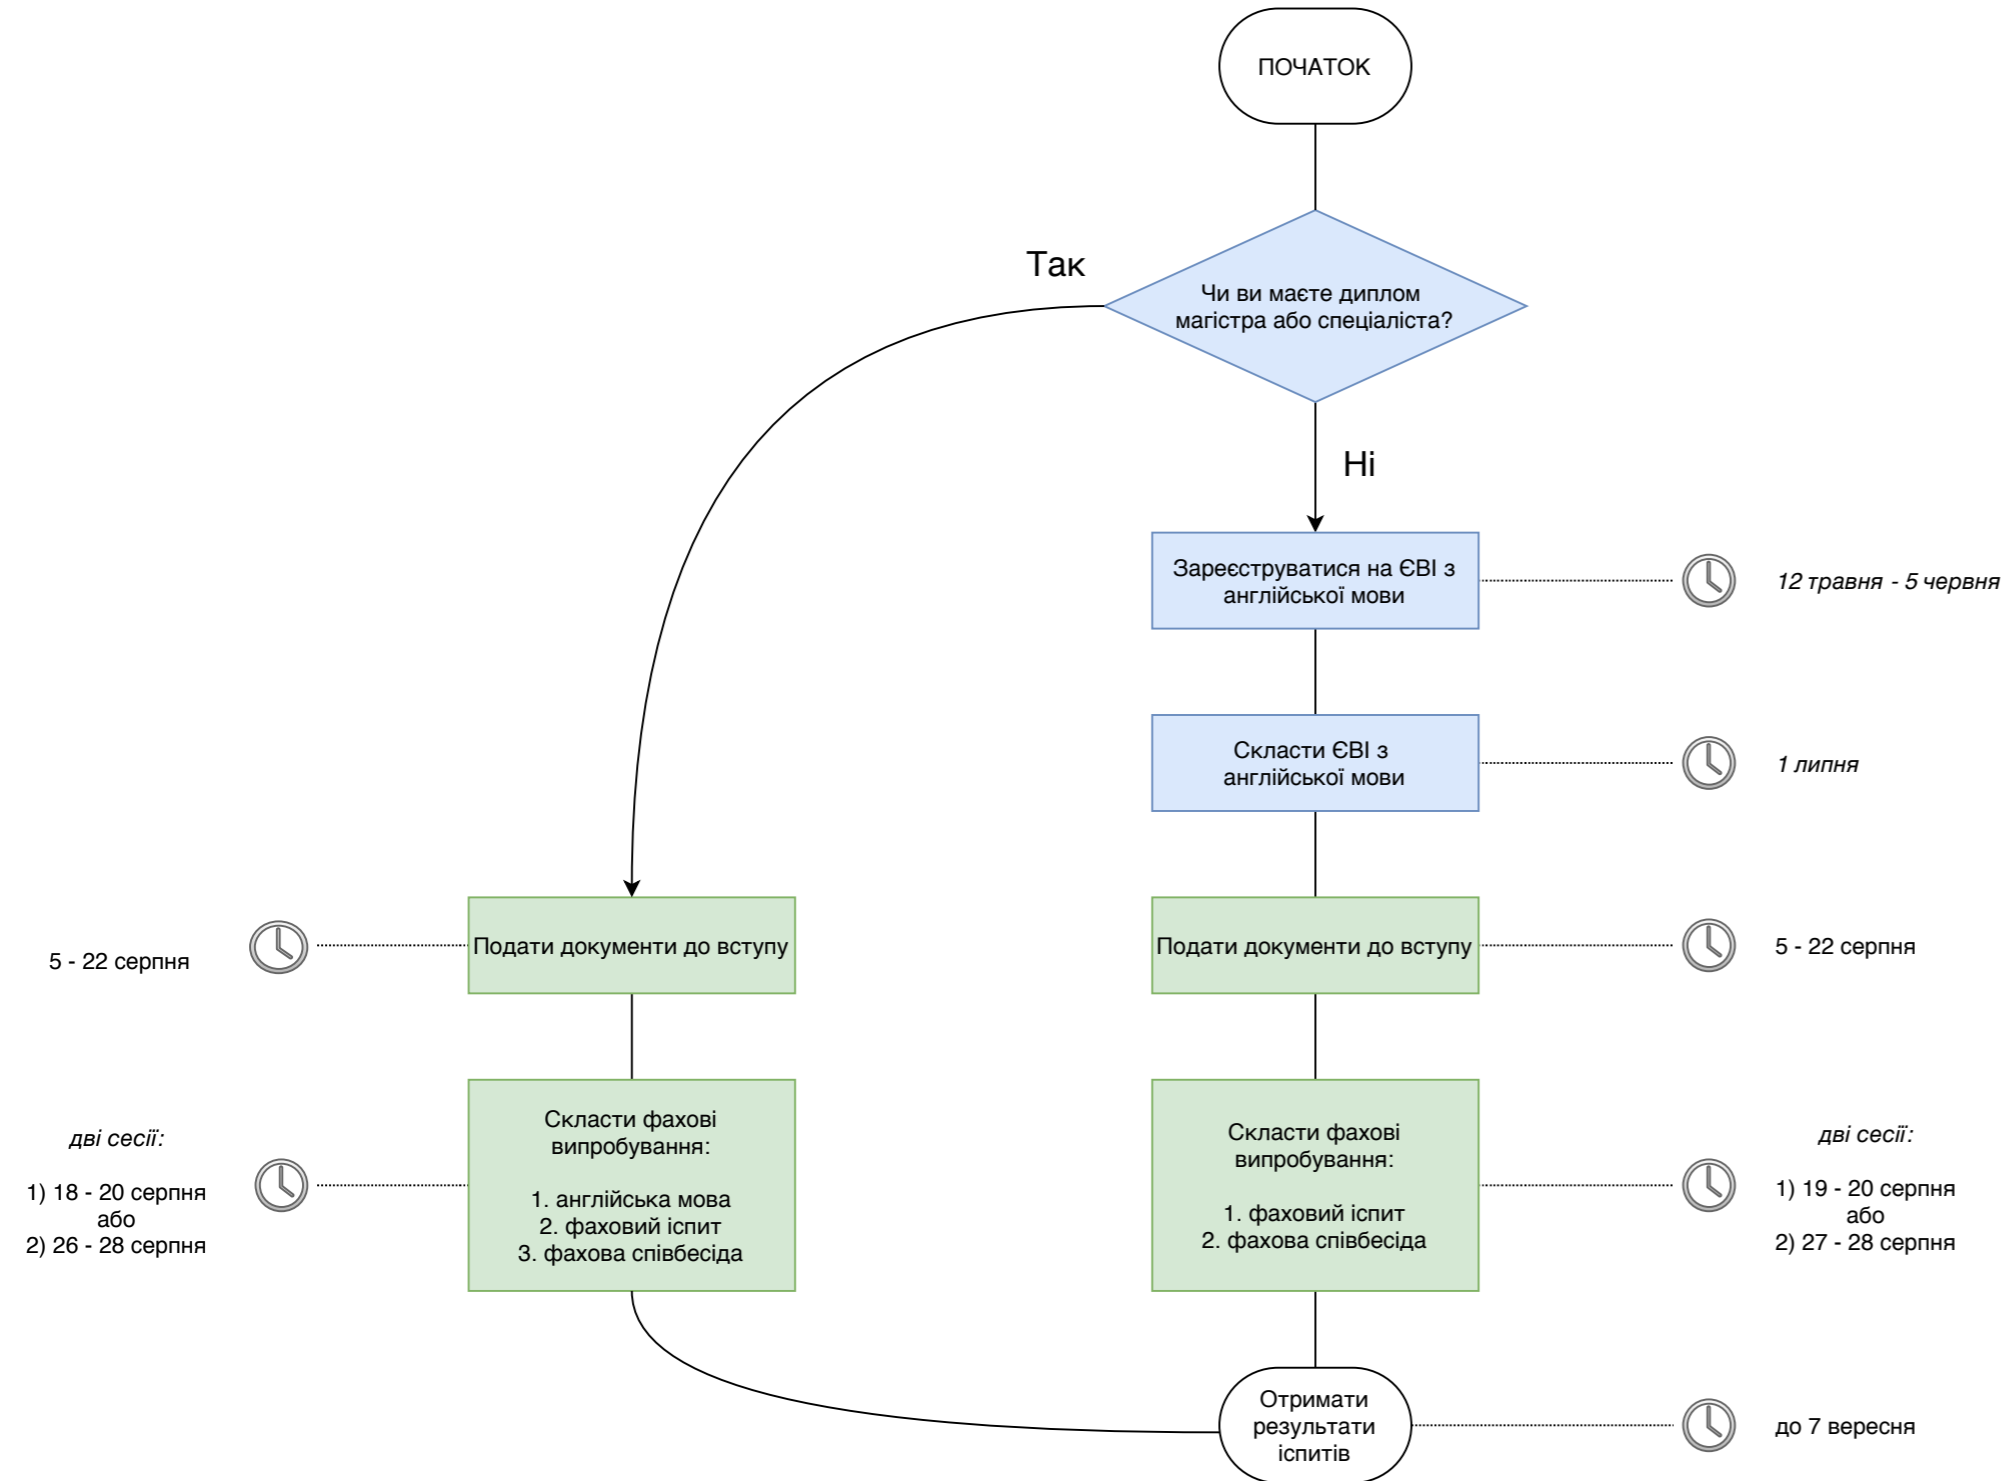 ПОЧАТОК
Чи ви маєте диплом
магістра або спеціаліста?
Так
Ні
Зареєструватися на ЄВІ з
англійської мови
12 травня - 5 червня
Скласти ЄВІ з
англійської мови
1 липня
5 - 22 серпня
Подати документи до вступу
Подати документи до вступу
5 - 22 серпня
дві сесії:
1) 18 - 20 серпня
або
2) 26 - 28 серпня
Скласти фахові
випробування:
1. англійська мова
2. фаховий іспит
3. фахова співбесіда
Скласти фахові
випробування:
1. фаховий іспит
2. фахова співбесіда
дві сесії:
1) 19 - 20 серпня
або
2) 27 - 28 серпня
Отримати
результати
іспитів
до 7 вересня